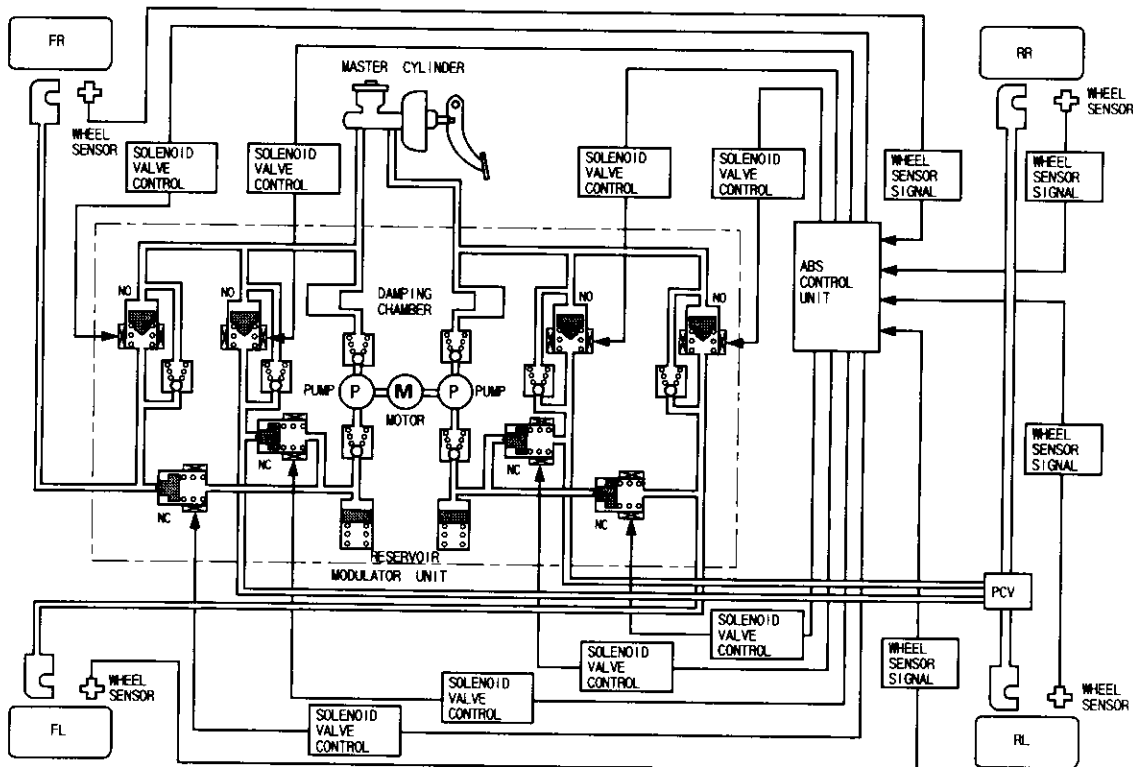 FR
RR
MASTER CYLINDER
WHEEL
SENSOR
WHEEL
SENSOR
SOLENOID
VALVE
CONTROL
SOLENOID
VALVE
CONTROL
SOLENOID
VALVE
CONTROL
SOLENOID
VALVE
CONTROL
WHEEL
SENSOR
SIGNAL
WHEEL
SENSOR
SIGNAL
ABS
CONTROL
UNIT
NO
NO
DAMPING
CHAMBER
NO
NO
PUMP
P
M
P
PUMP
MOTOR
NC
NC
NC
NC
WHEEL
SENSOR
SIGNAL
RESERVOIR
MODULATOR UNIT
PCV
SOLENOID
VALVE
CONTROL
SOLENOID
VALVE
CONTROL
SOLENOID
VALVE
CONTROL
SOLENOID
VALVE
CONTROL
WHEEL
SENSOR
SIGNAL
WHEEL
SENSOR
WHEEL
SENSOR
FL
RL